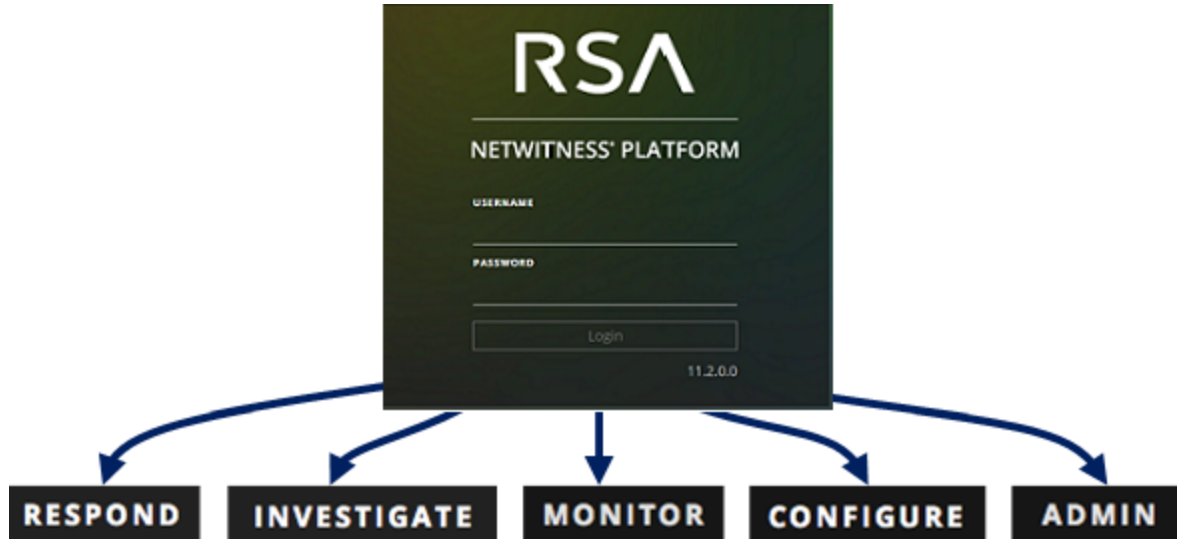 RSA
NETWITNESS® PLATFORM
USERNAME
PASSWORD
Login
11.2.0.0
RESPOND INVESTIGATE MONITOR CONFIGURE ADMIN